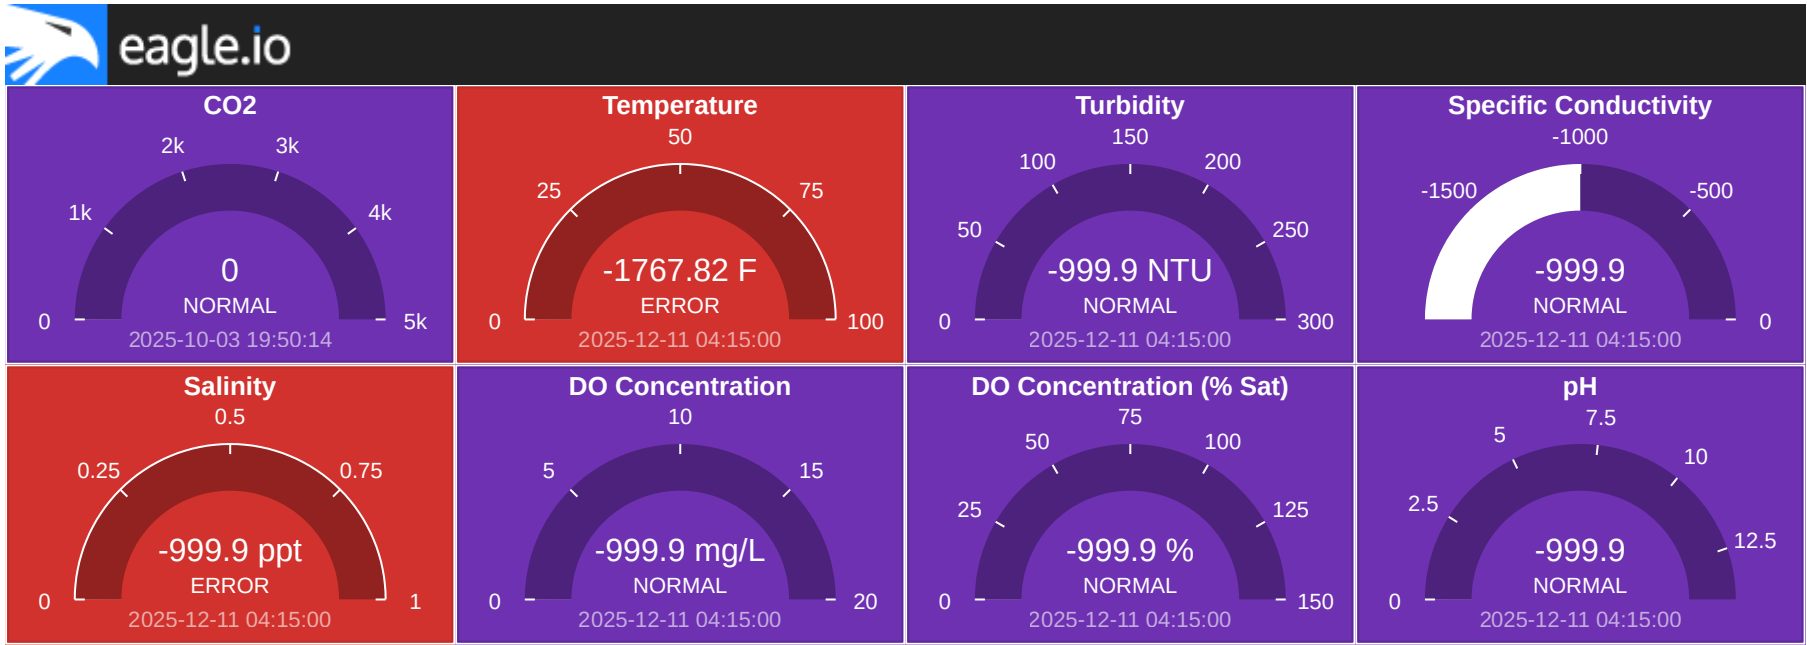 eagle.io
CO2
2k
3k
1k
4k
0
NORMAL
0
5k
2025-10-03 19:50:14
Temperature
50
25
75
-1767.82 F
ERROR
0
100
2025-12-11 04:15:00
Turbidity
150
100
200
50
250
-999.9 NTU
NORMAL
0
300
2025-12-11 04:15:00
Specific Conductivity
-1000
-1500
-500
-999.9
NORMAL
0
2025-12-11 04:15:00
Salinity
0.5
0.25
0.75
-999.9 ppt
ERROR
0
1
2025-12-11 04:15:00
DO Concentration
10
5
15
-999.9 mg/L
NORMAL
0
20
2025-12-11 04:15:00
DO Concentration (% Sat)
75
50
100
25
125
-999.9 %
NORMAL
0
150
2025-12-11 04:15:00
pH
7.5
5
10
2.5
12.5
-999.9
NORMAL
0
2025-12-11 04:15:00